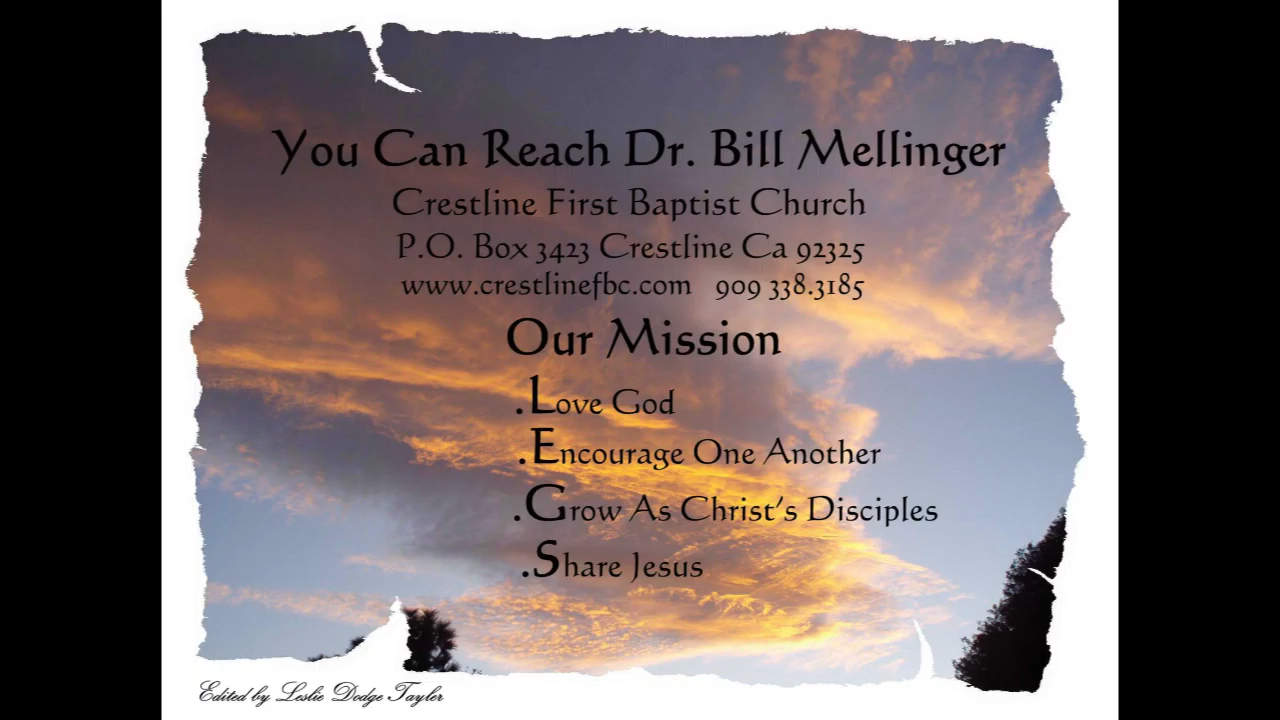 You Can Reach Dr. Bill Mellinger
Crestline First Baptist Church
P.O. Box 3423 Crestline Ca 92325
www.crestlinefbc.com 909 338.3185
Our Mission
.Love God
.Encourage One Another
.Grow As Christ's Disciples
.Share Jesus
Edited by Leslie Dodge Taylor